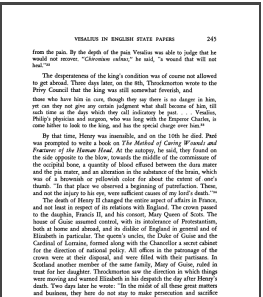 VESALIUS IN ENGLISH STATE PAPERS 245
from the pain. By the depth of the pain Vesalius was able to judge that he
would not recover. "Chironium vulnus," he said, "a wound that will not
heal."
The desperateness of the king's condition was of course not allowed
to get abroad. Three days later, on the 8th, Throckmorton wrote to the
Privy Council that the king was still somewhat feverish, and
those who have him in cure, though they say there is no danger in him,
yet can they not give any certain judgment what shall become of him, till
such time as the days which they call indicatory be past. . . . Vesalius,
Philip's physician and surgeon, who was long with the Emperor Charles, is
come hither to look to the king, and has the special charge over him.
By that time, Henry was insensible, and on the 10th he died. Paré
was prompted to write a book on The Method of Curing Wounds and
Fractures of the Human Head. At the autopsy, he said, they found on
the side opposite to the blow, towards the middle of the commissure of
the occipital bone, a quantity of blood effused between the dura mater
and the pia mater, and an alteration in the substance of the brain, which
was of a brownish or yellowish color for about the extent of one's
thumb. "In that place we observed a beginning of putrefaction. These,
and not the injury to his eye, were sufficient causes of my lord's death."
The death of Henry II changed the entire aspect of affairs in France,
and not least in respect of its relations with England. The crown passed
to the dauphin, Francis II, and his consort, Mary Queen of Scots. The
house of Guise assumed control, with its intolerance of Protestantism,
both at home and abroad, and its dislike of England in general and of
Elizabeth in particular. The queen's uncles, the Duke of Guise and the
Cardinal of Lorraine, formed along with the Chancellor a secret cabinet
for the direction of national policy. All offices in the patronage of the
crown were at their disposal, and were filled with their partisans. In
Scotland another member of the same family, Mary of Guise, ruled in
trust for her daughter. Throckmorton saw the direction in which things
were moving and warned Elizabeth in his despatch the day after Henry's
death. Two days later he wrote: "In the midst of all these great matters
and business, they here do not stay to make persecution and sacrifice